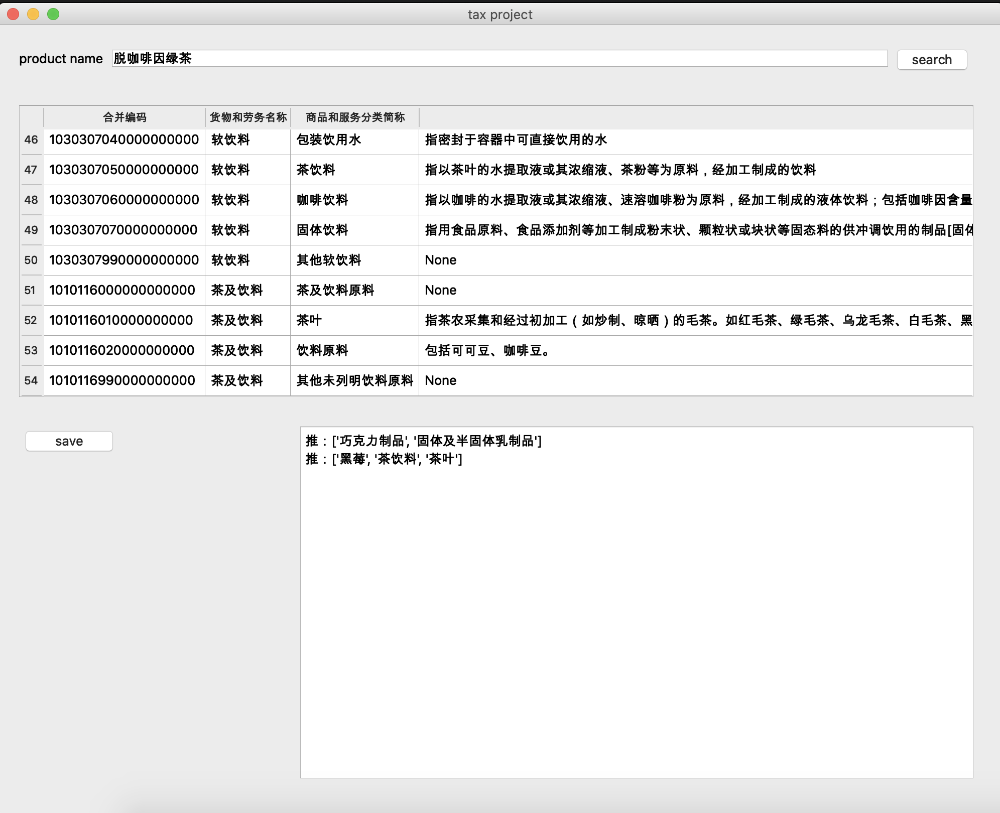 tax project
product name 脱咖啡因绿茶 search
合并编码 货物和劳务名称 商品和服务分类简称
46 1030307040000000000 软饮料 包装饮用水 指密封于容器中可直接饮用的水
47 1030307050000000000 软饮料 茶饮料 指以茶叶的水提取液或其浓缩液、茶粉等为原料，经加工制成的饮料
48 1030307060000000000 软饮料 咖啡饮料 指以咖啡的水提取液或其浓缩液、速溶咖啡粉为原料，经加工制成的液体饮料；包括咖啡因含量
49 1030307070000000000 软饮料 固体饮料 指用食品原料、食品添加剂等加工制成粉末状、颗粒状或块状等固态料的供冲调饮用的制品[固体
50 1030307990000000000 软饮料 其他软饮料 None
51 1010116000000000000 茶及饮料 茶及饮料原料 None
52 1010116010000000000 茶及饮料 茶叶 指茶农采集和经过初加工（如炒制、晾晒）的毛茶。如红毛茶、绿毛茶、乌龙毛茶、白毛茶、黑
53 1010116020000000000 茶及饮料 饮料原料 包括可可豆、咖啡豆。
54 1010116990000000000 茶及饮料 其他未列明饮料原料 None
save
推：['巧克力制品', '固体及半固体乳制品']
推：['黑莓', '茶饮料', '茶叶']